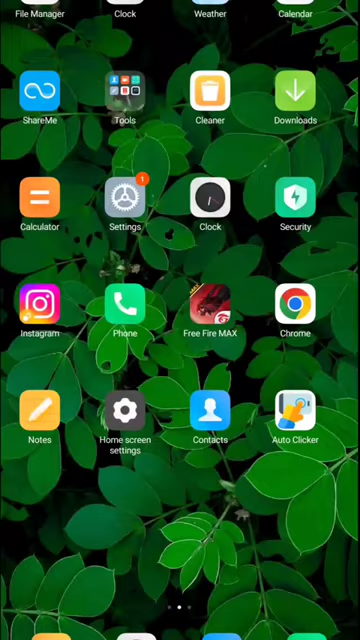 File Manager
Clock
Weather
Calendar
ShareMe
Tools
Cleaner
Downloads
1
Calculator
Settings
Clock
Security
Instagram
Phone
Free Fire MAX
Chrome
Notes
Home screen
settings
Contacts
Auto Clicker